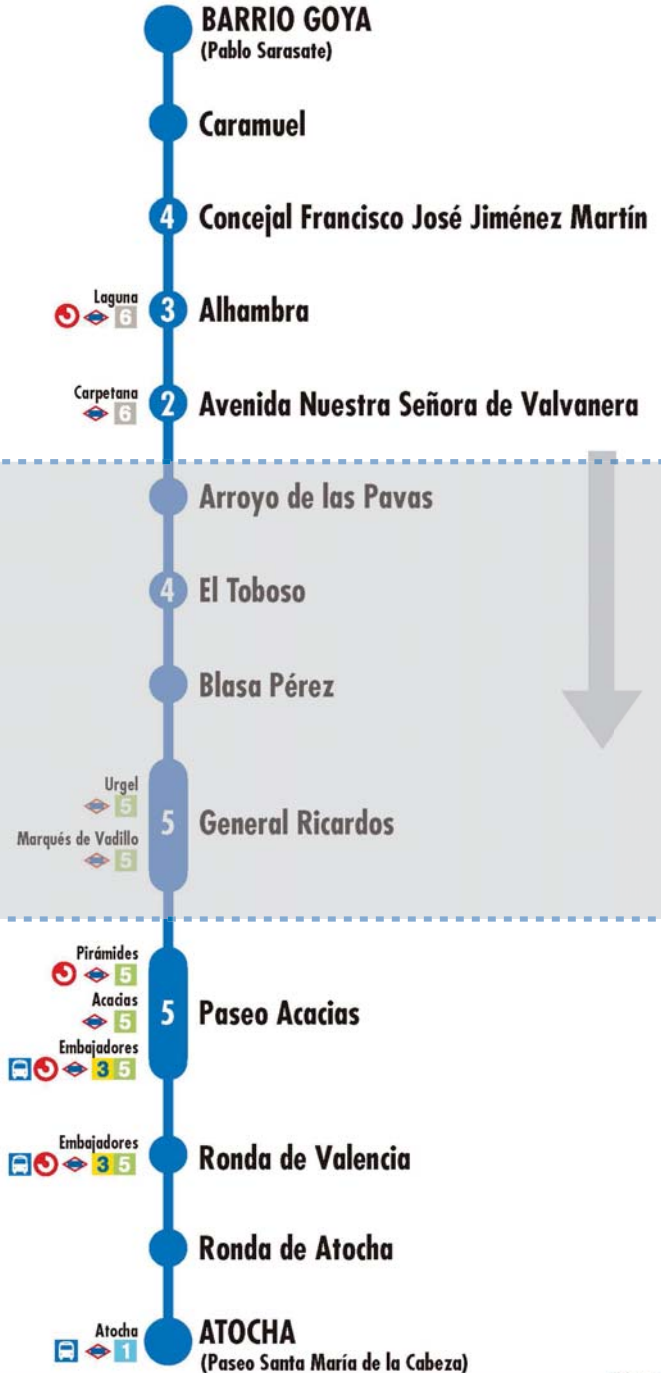 BARRIO GOYA
(Pablo Sarasate)
Caramuel
4 Concejal Francisco José Jiménez Martín
Laguna
6
3 Alhambra
Carpetana
6
2 Avenida Nuestra Señora de Valvanera
Arroyo de las Pavas
4 El Toboso
Blasa Pérez
Urgel
5
Marqués de Vadillo
5
5 General Ricardos
Pirámides
5
Acacias
5
Embajadores
3 5
5 Paseo Acacias
Embajadores
3 5
Ronda de Valencia
Ronda de Atocha
Atocha
1
ATOCHA
(Paseo Santa María de la Cabeza)